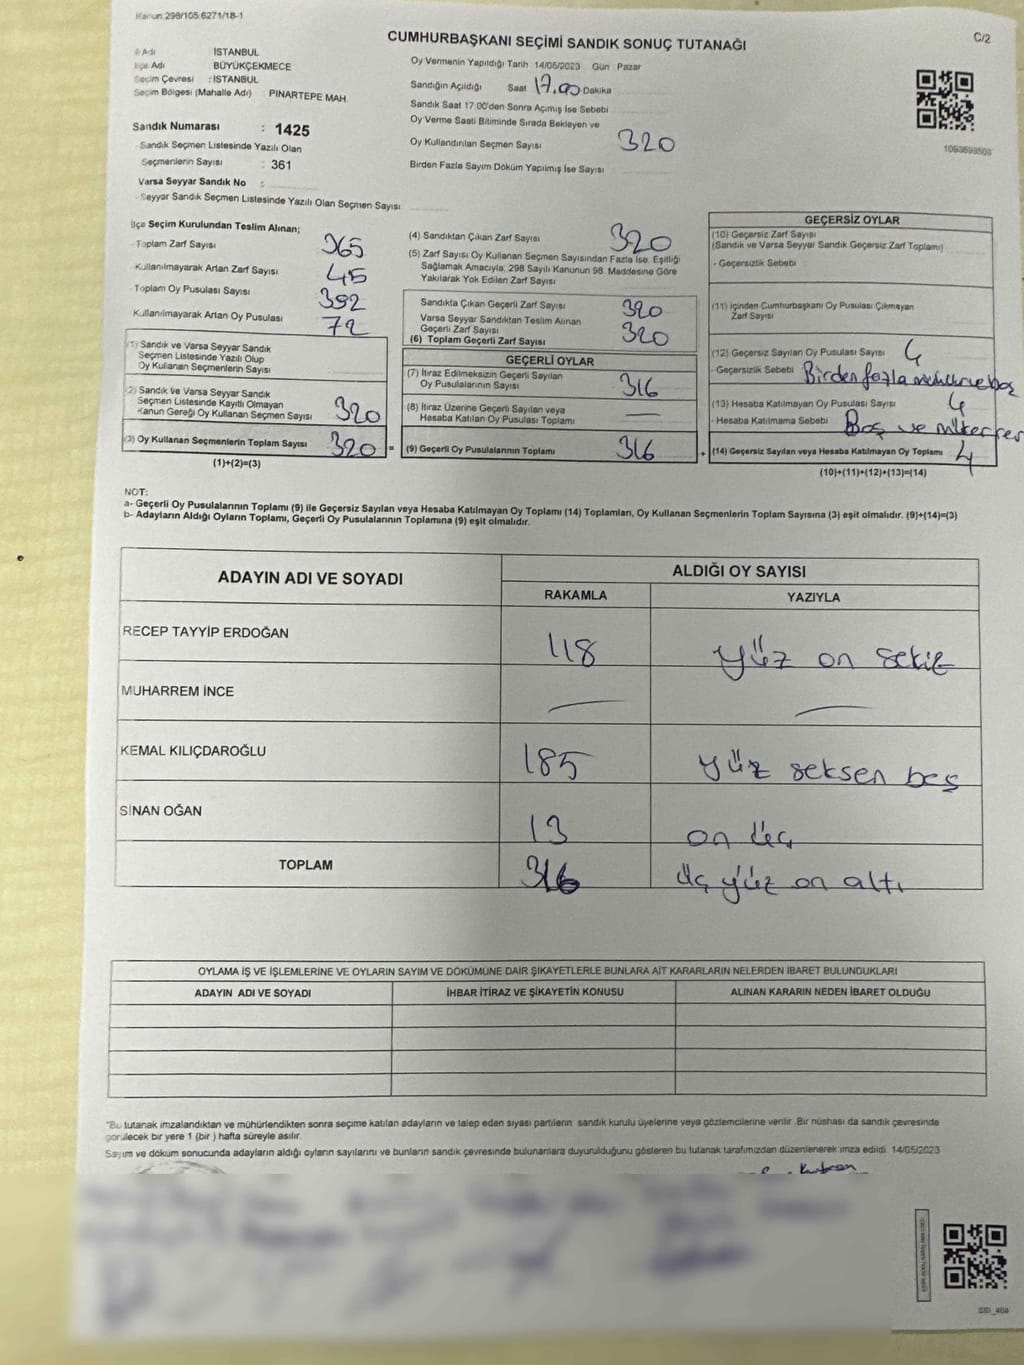 Kanun:298/105:6271/18-1
C/2
CUMHURBAŞKANI SEÇİMİ SANDIK SONUÇ TUTANAĞI
İl Adı İSTANBUL
İlçe Adı BÜYÜKÇEKMECE
Seçim Çevresi : İSTANBUL
Seçim Bölgesi (Mahalle Adı) PINARTEPE MAH.
Sandık Numarası : 1425
Sandık Seçmen Listesinde Yazılı Olan
Seçmenlerin Sayısı : 361
Varsa Seyyar Sandık No :
Seyyar Sandık Seçmen Listesinde Yazılı Olan Seçmen Sayısı
Oy Vermenin Yapıldığı Tarih 14/05/2023 Gün Pazar
Sandığın Açıldığı Saat 17.00 Dakika
Sandık Saat 17:00'den Sonra Açımış İse Sebebi
Oy Verme Saati Bitiminde Sırada Bekleyen ve
Oy Kullandırılan Seçmen Sayısı 320
Birden Fazla Sayım Döküm Yapılmış İse Sayısı
İlçe Seçim Kurulundan Teslim Alınan;
- Toplam Zarf Sayısı 365
- Kullanılmayarak Artan Zarf Sayısı 45
- Toplam Oy Pusulası Sayısı 392
Kullanılmayarak Artan Oy Pusulası 72
(1) Sandık ve Varsa Seyyar Sandık
Seçmen Listesinde Yazılı Olup
Oy Kullanan Seçmenlerin Sayısı
(2) Sandık ve Varsa Seyyar Sandık
Seçmen Listesinde Kayıtlı Olmayan
Kanun Gereği Oy Kullanan Seçmen Sayısı 320
(3) Oy Kullanan Seçmenlerin Toplam Sayısı 320 =
(1)+(2)=(3)
(4) Sandıktan Çıkan Zarf Sayısı 320
(5) Zarf Sayısı Oy Kullanan Seçmen Sayısından Fazla İse, Eşitliği
Sağlamak Amacıyla; 298 Sayılı Kanunun 98. Maddesine Göre
Yakılarak Yok Edilen Zarf Sayısı
Sandıkta Çıkan Geçerli Zarf Sayısı 320
Varsa Seyyar Sandıktan Teslim Alınan
Geçerli Zarf Sayısı
(6) Toplam Geçerli Zarf Sayısı 320
GEÇERLİ OYLAR
(7) İtiraz Edilmeksizin Geçerli Sayılan
Oy Pusulalarının Sayısı 316
(8) İtiraz Üzerine Geçerli Sayılan veya
Hesaba Katılan Oy Pusulası Toplamı —
(9) Geçerli Oy Pusulalarının Toplamı 316 +
GEÇERSİZ OYLAR
(10) Geçersiz Zarf Sayısı
(Sandık ve Varsa Seyyar Sandık Geçersiz Zarf Toplamı)
- Geçersizlik Sebebi
(11) İçinden Cumhurbaşkanı Oy Pusulası Çıkmayan
Zarf Sayısı
(12) Geçersiz Sayılan Oy Pusulası Sayısı 4
- Geçersizlik Sebebi Birden fazla
(13) Hesaba Katılmayan Oy Pusulası Sayısı 4
- Hesaba Katılmama Sebebi Boş ve
(14) Geçersiz Sayılan veya Hesaba Katılmayan Oy Toplamı 4
(10)+(11)+(12)+(13)=(14)
NOT:
a- Geçerli Oy Pusulalarının Toplamı (9) ile Geçersiz Sayılan veya Hesaba Katılmayan Oy Toplamı (14) Toplamları, Oy Kullanan Seçmenlerin Toplam Sayısına (3) eşit olmalıdır. (9)+(14)=(3)
b- Adayların Aldığı Oyların Toplamı, Geçerli Oy Pusulalarının Toplamına (9) eşit olmalıdır.
ADAYIN ADI VE SOYADI ALDIĞI OY SAYISI
RAKAMLA YAZIYLA
RECEP TAYYİP ERDOĞAN 118 yüz on sekiz
MUHARREM İNCE — —
KEMAL KILIÇDAROĞLU 185 yüz seksen beş
SİNAN OĞAN 13 on üç
TOPLAM 316 üç yüz on altı
OYLAMA İŞ VE İŞLEMLERİNE VE OYLARIN SAYIM VE DÖKÜMÜNE DAİR ŞİKAYETLERLE BUNLARA AİT KARARLARIN NELERDEN İBARET BULUNDUKLARI
ADAYIN ADI VE SOYADI İHBAR İTİRAZ VE ŞİKAYETİN KONUSU ALINAN KARARIN NEDEN İBARET OLDUĞU
"Bu tutanak imzalandıktan ve mühürlendikten sonra seçime katılan adayların ve talep eden siyasi partilerin sandık kurulu üyelerine veya gözlemcilerine verilir. Bir nüshası da sandık çevresinde
görülecek bir yere 1 (bir) hafta süreyle asılır.
Sayım ve döküm sonucunda adayların aldığı oyların sayılarını ve bunların sandık çevresinde bulunanlara duyurulduğunu gösteren bu tutanak tarafımızdan düzenlenerek imza edildi. 14/05/2023